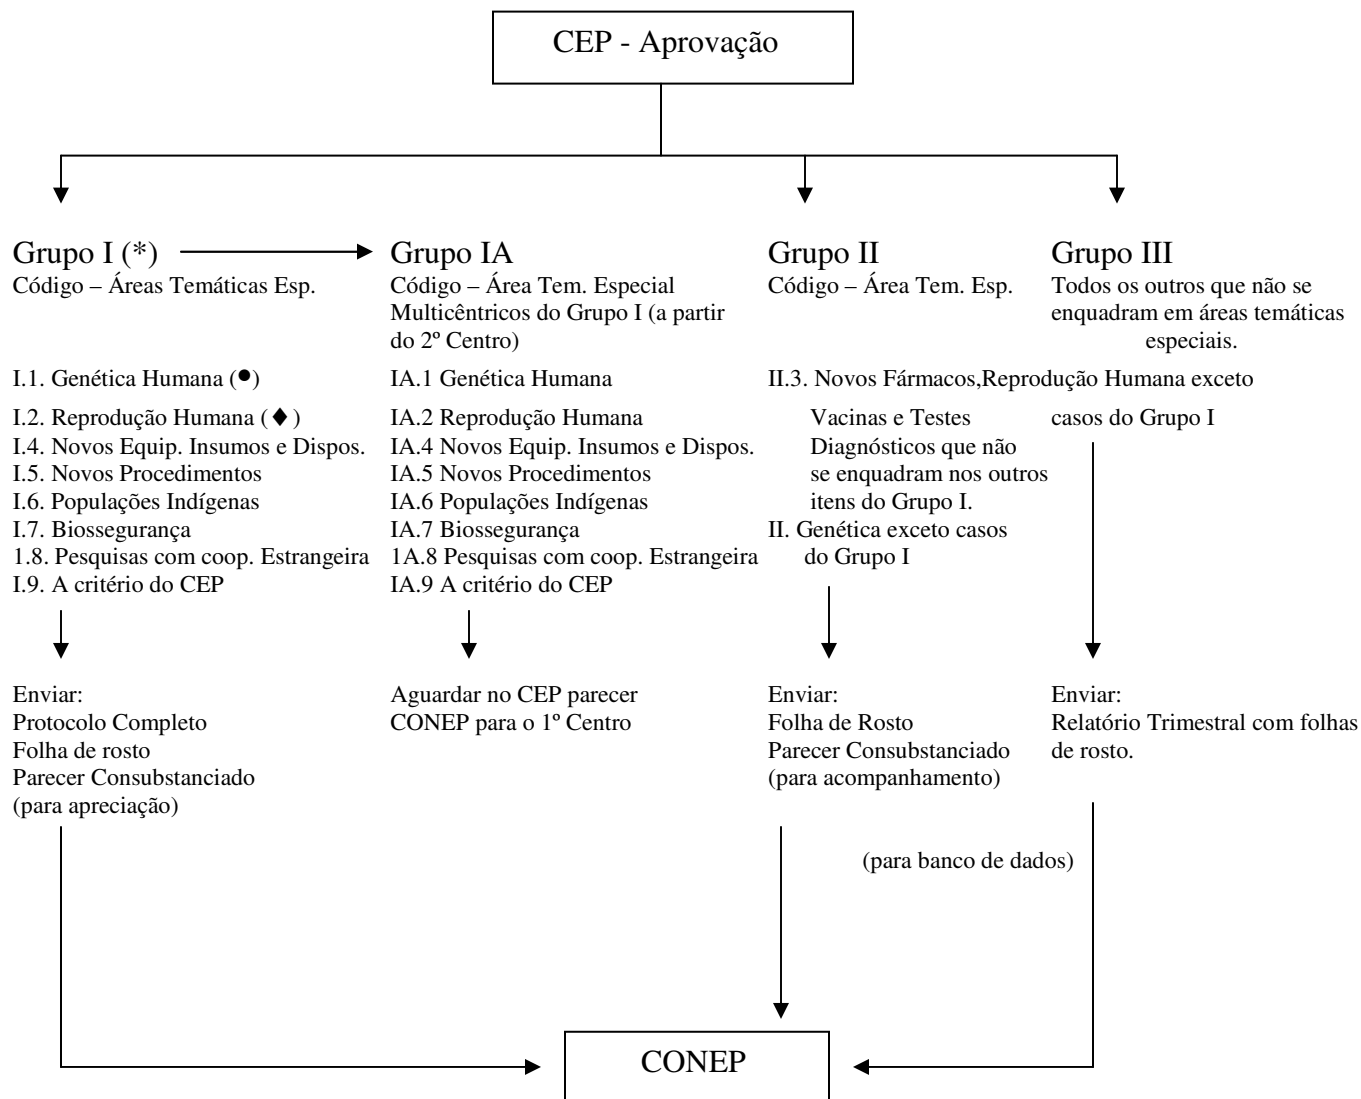 CEP - Aprovação
Grupo I (*)
Código – Áreas Temáticas Esp.
I.1. Genética Humana (●)
I.2. Reprodução Humana (♦)
I.4. Novos Equip. Insumos e Dispos.
I.5. Novos Procedimentos
I.6. Populações Indígenas
I.7. Biossegurança
1.8. Pesquisas com coop. Estrangeira
I.9. A critério do CEP
Enviar:
Protocolo Completo
Folha de rosto
Parecer Consubstanciado
(para apreciação)
Grupo IA
Código – Área Tem. Especial
Multicêntricos do Grupo I (a partir
do 2º Centro)
IA.1 Genética Humana
IA.2 Reprodução Humana
IA.4 Novos Equip. Insumos e Dispos.
IA.5 Novos Procedimentos
IA.6 Populações Indígenas
IA.7 Biossegurança
1A.8 Pesquisas com coop. Estrangeira
IA.9 A critério do CEP
Aguardar no CEP parecer
CONEP para o 1º Centro
Grupo II
Código – Área Tem. Esp.
II.3. Novos Fármacos,
Vacinas e Testes
Diagnósticos que não
se enquadram nos outros
itens do Grupo I.
II. Genética exceto casos
do Grupo I
Enviar:
Folha de Rosto
Parecer Consubstanciado
(para acompanhamento)
Grupo III
Todos os outros que não se
enquadram em áreas temáticas
especiais.
Reprodução Humana exceto
casos do Grupo I
Enviar:
Relatório Trimestral com folhas
de rosto.
(para banco de dados)
CONEP